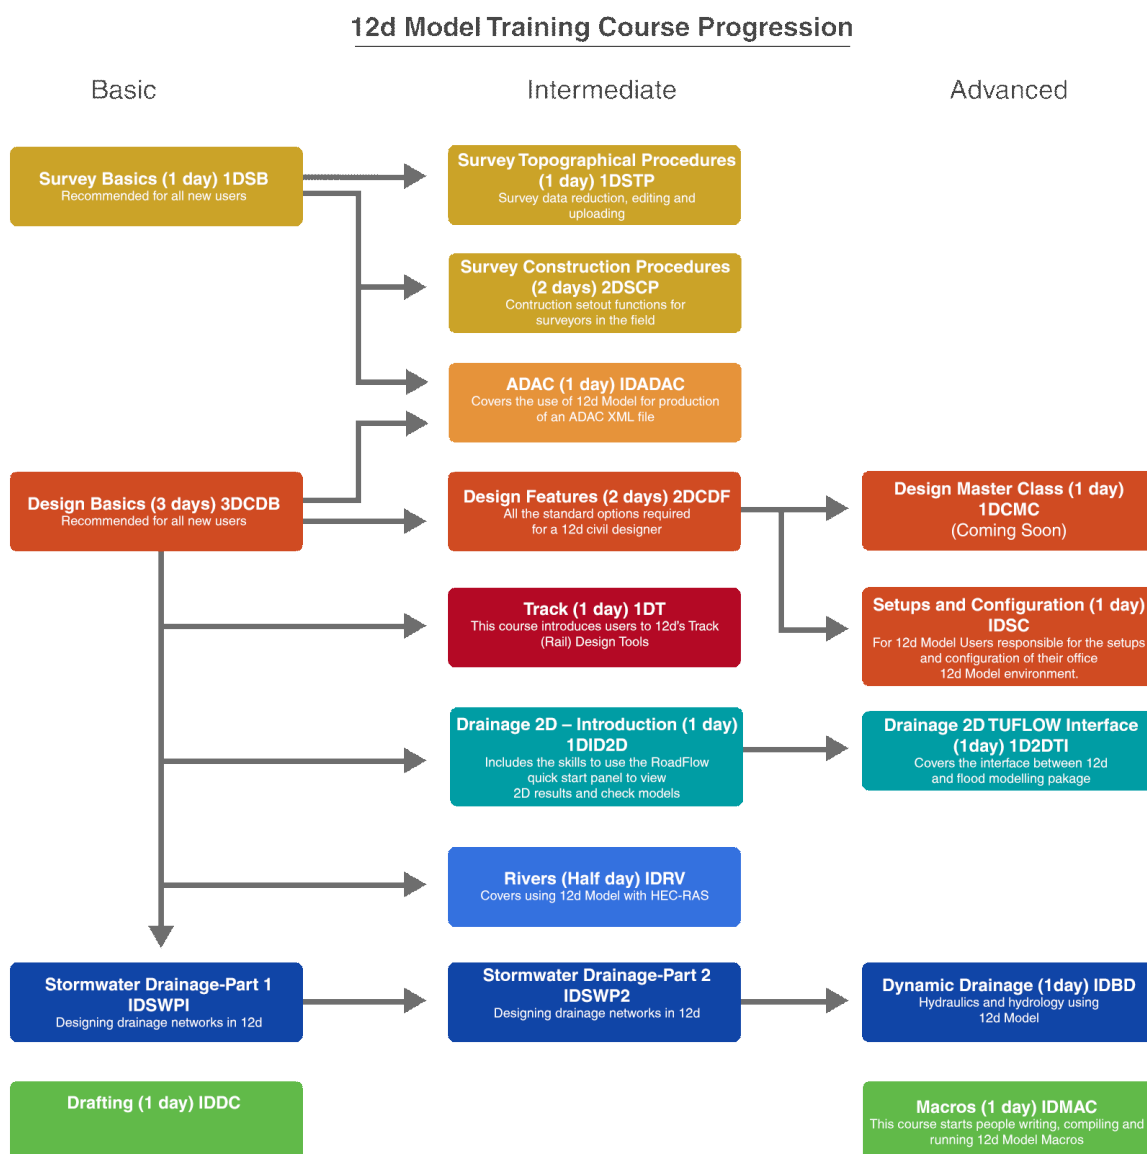 12d Model Training Course Progression
Basic
Intermediate
Advanced
Survey Basics (1 day) 1DSB
Recommended for all new users
Survey Topographical Procedures
(1 day) 1DSTP
Survey data reduction, editing and
uploading
Survey Construction Procedures
(2 days) 2DSCP
Contruction setout functions for
surveyors in the field
ADAC (1 day) IDADAC
Covers the use of 12d Model for production
of an ADAC XML file
Design Basics (3 days) 3DCDB
Recommended for all new users
Design Features (2 days) 2DCDF
All the standard options required
for a 12d civil designer
Design Master Class (1 day)
1DCMC
(Coming Soon)
Track (1 day) 1DT
This course introduces users to 12d's Track
(Rail) Design Tools
Setups and Configuration (1 day)
IDSC
For 12d Model Users responsible for the setups
and configuration of their office
12d Model environment.
Drainage 2D – Introduction (1 day)
1DID2D
Includes the skills to use the RoadFlow
quick start panel to view
2D results and check models
Drainage 2D TUFLOW Interface
(1day) 1D2DTI
Covers the interface between 12d
and flood modelling pakage
Rivers (Half day) IDRV
Covers using 12d Model with HEC-RAS
Stormwater Drainage-Part 1
IDSWPI
Designing drainage networks in 12d
Stormwater Drainage-Part 2
IDSWP2
Designing drainage networks in 12d
Dynamic Drainage (1day) IDBD
Hydraulics and hydrology using
12d Model
Drafting (1 day) IDDC
Macros (1 day) IDMAC
This course starts people writing, compiling and
running 12d Model Macros